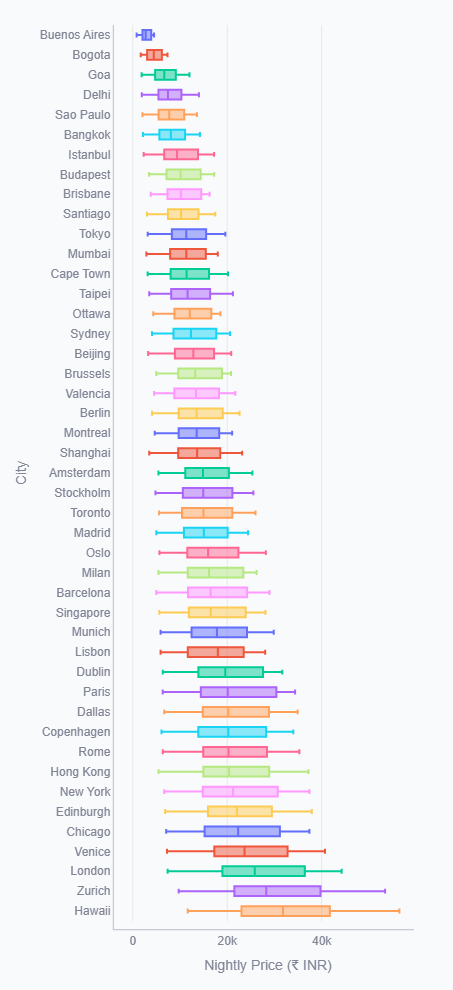 Buenos Aires
Bogota
Goa
Delhi
Sao Paulo
Bangkok
Istanbul
Budapest
Brisbane
Santiago
Tokyo
Mumbai
Cape Town
Taipei
Ottawa
Sydney
Beijing
Brussels
Valencia
Berlin
Montreal
Shanghai
Amsterdam
Stockholm
Toronto
Madrid
Oslo
Milan
Barcelona
Singapore
Munich
Lisbon
Dublin
Paris
Dallas
Copenhagen
Rome
Hong Kong
New York
Edinburgh
Chicago
Venice
London
Zurich
Hawaii
City
0 20k 40k
Nightly Price (₹ INR)